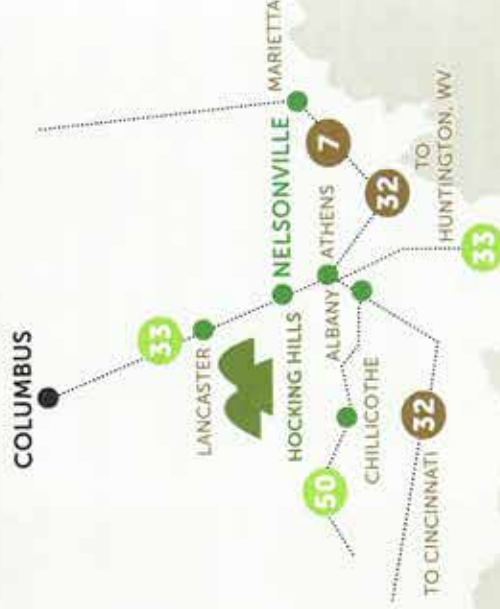 COLUMBUS
33
LANCASTER
HOCKING HILLS
NELSONVILLE
MARIETTA
7
ATHENS
32
ALBANY
TO
HUNTINGTON, WV
33
CHILLICOTHE
50
32
TO CINCINNATI